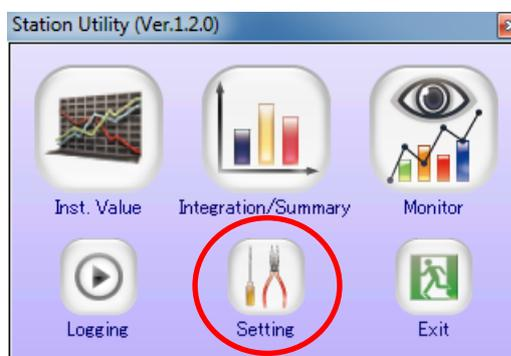 Station Utility (Ver.1.2.0)
Inst. Value
Integration/Summary
Monitor
Logging
Setting
Exit